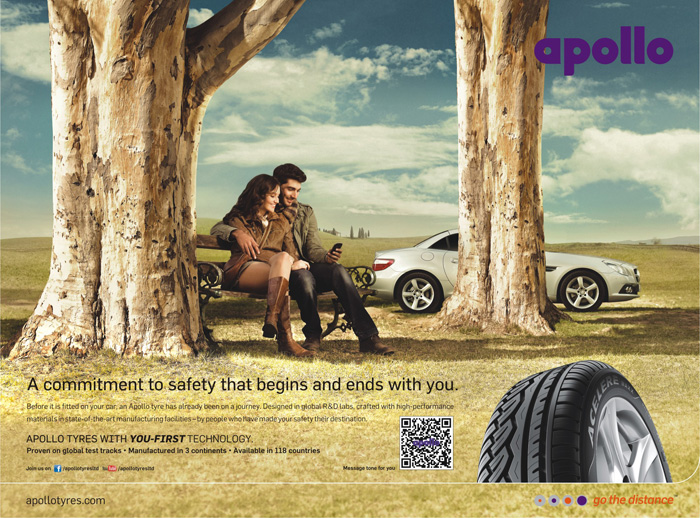 apollo
A commitment to safety that begins and ends with you.
Before it is fitted on your car, an Apollo tyre has already been on a journey. Designed in global R&D labs, crafted with high-performance
materials in state-of-the-art manufacturing facilities – by people who have made your safety their destination.
APOLLO TYRES WITH YOU-FIRST TECHNOLOGY.
Proven on global test tracks • Manufactured in 3 continents • Available in 118 countries
Join us on f/apollotyresltd YouTube/apollotyresltd
Message tone for you
ACELERE
apollotyres.com
go the distance